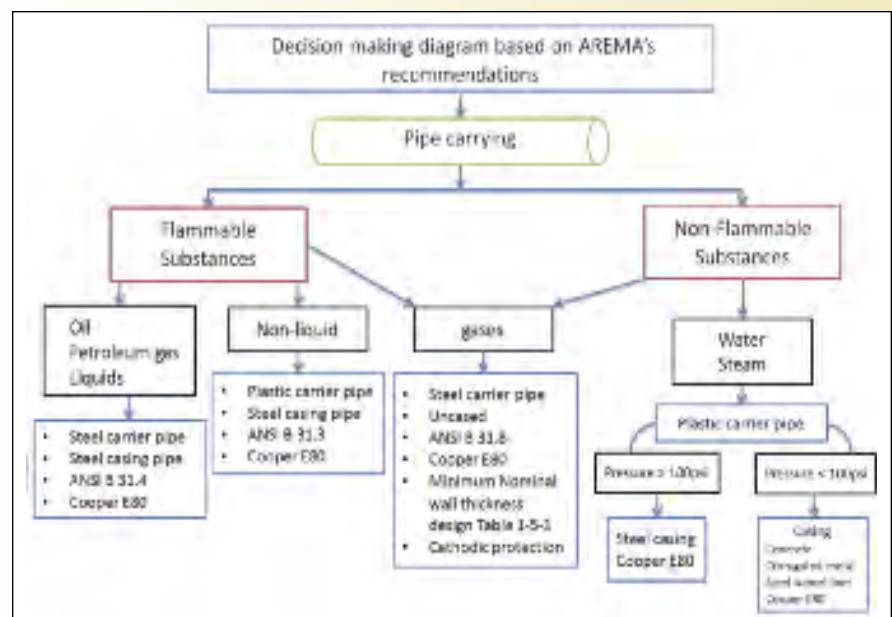 Decision making diagram based on AREMA's
recommendations
Pipe carrying
Flammable
Substances
Non-Flammable
Substances
Oil
Petroleum gas
Liquids
Non-liquid
gases
Water
Steam
• Steel carrier pipe
• Steel casing pipe
• ANSI B 31.4
• Cooper E80
• Plastic carrier pipe
• Steel casing pipe
• ANSI B 31.3
• Cooper E80
• Steel carrier pipe
• Uncased
• ANSI B 31.8
• Cooper E80
• Minimum Nominal
wall thickness
design Table 1-5-1
• Cathodic protection
Plastic carrier pipe
Pressure 100psi
Pressure < 100psi
Steel casing
Cooper E80
Casing
Concrete
Corrugated metal
Steel liner
Cooper E80